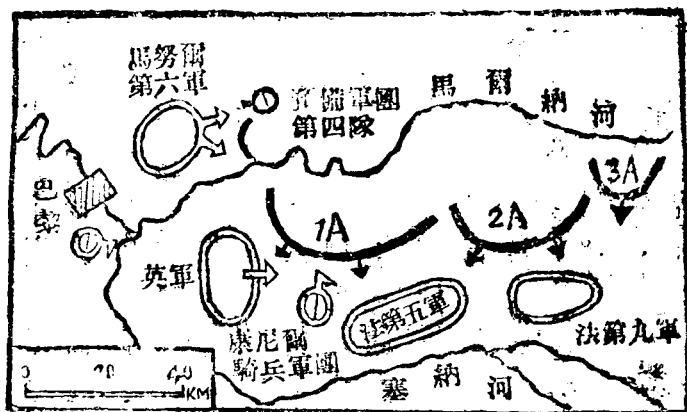 馬努爾
第六軍
預備軍團
第四隊
馬爾納河
巴黎
3A
1A
2A
英軍
康尼爾
騎兵軍團
法第五軍
法第九軍
塞納河
0 20 40
KM